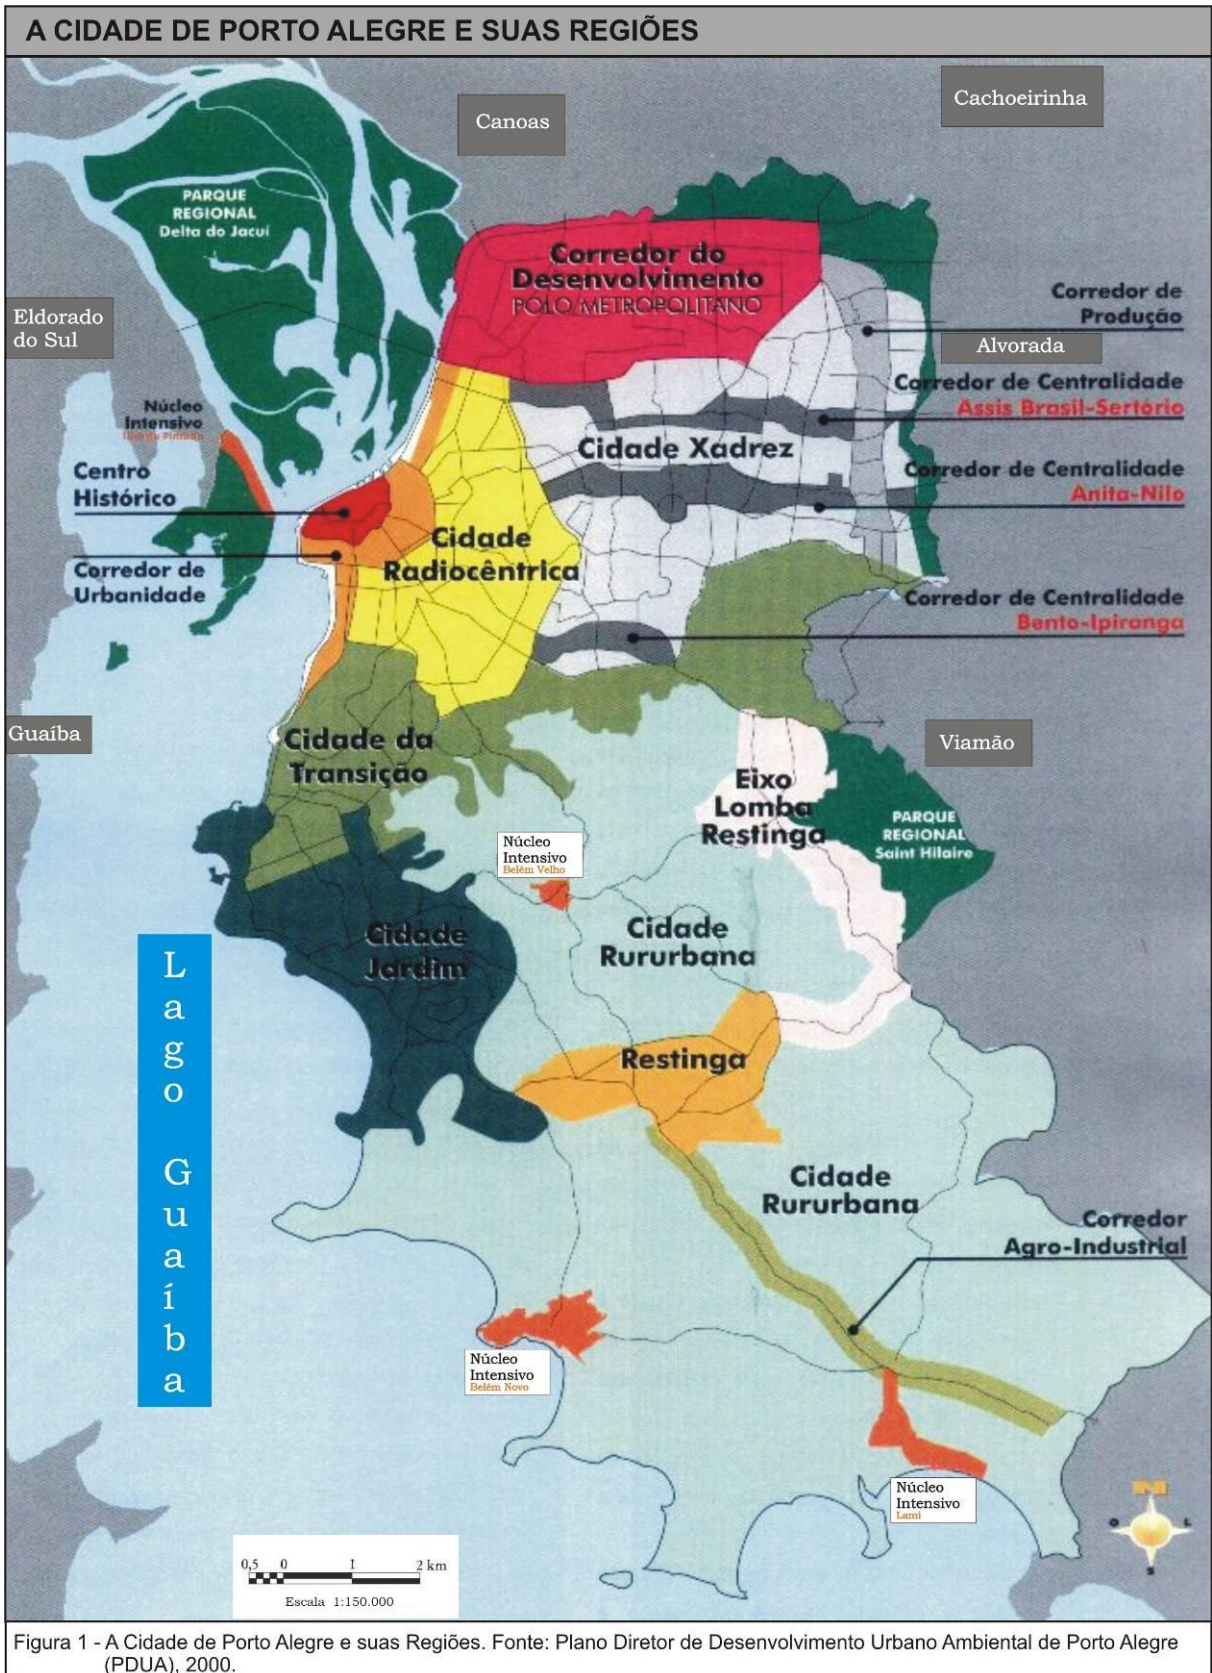 A CIDADE DE PORTO ALEGRE E SUAS REGIÕES
Canoas
Cachoeirinha
PARQUE
REGIONAL
Delta do Jacuí
Corredor do
Desenvolvimento
POLO METROPOLITANO
Corredor de
Produção
Eldorado
do Sul
Alvorada
Corredor de Centralidade
Assis Brasil-Sertório
Núcleo
Intensivo
Ilha da Pintada
Cidade Xadrez
Centro
Histórico
Corredor de Centralidade
Anita-Nilo
Cidade
Radiocêntrica
Corredor de
Urbanidade
Corredor de Centralidade
Bento-Ipiranga
Guaíba
Cidade da
Transição
Viamão
Eixo
Lomba
Restinga
PARQUE
REGIONAL
Saint Hilaire
Núcleo
Intensivo
Belém Velho
Cidade
Jardim
Cidade
Rururbana
Lago Guaíba
Restinga
Cidade
Rururbana
Corredor
Agro-Industrial
Núcleo
Intensivo
Belém Novo
Núcleo
Intensivo
Lami
N
O
L
S
0,5 0 1 2 km
Escala 1:150.000
Figura 1 - A Cidade de Porto Alegre e suas Regiões. Fonte: Plano Diretor de Desenvolvimento Urbano Ambiental de Porto Alegre
(PDUA), 2000.